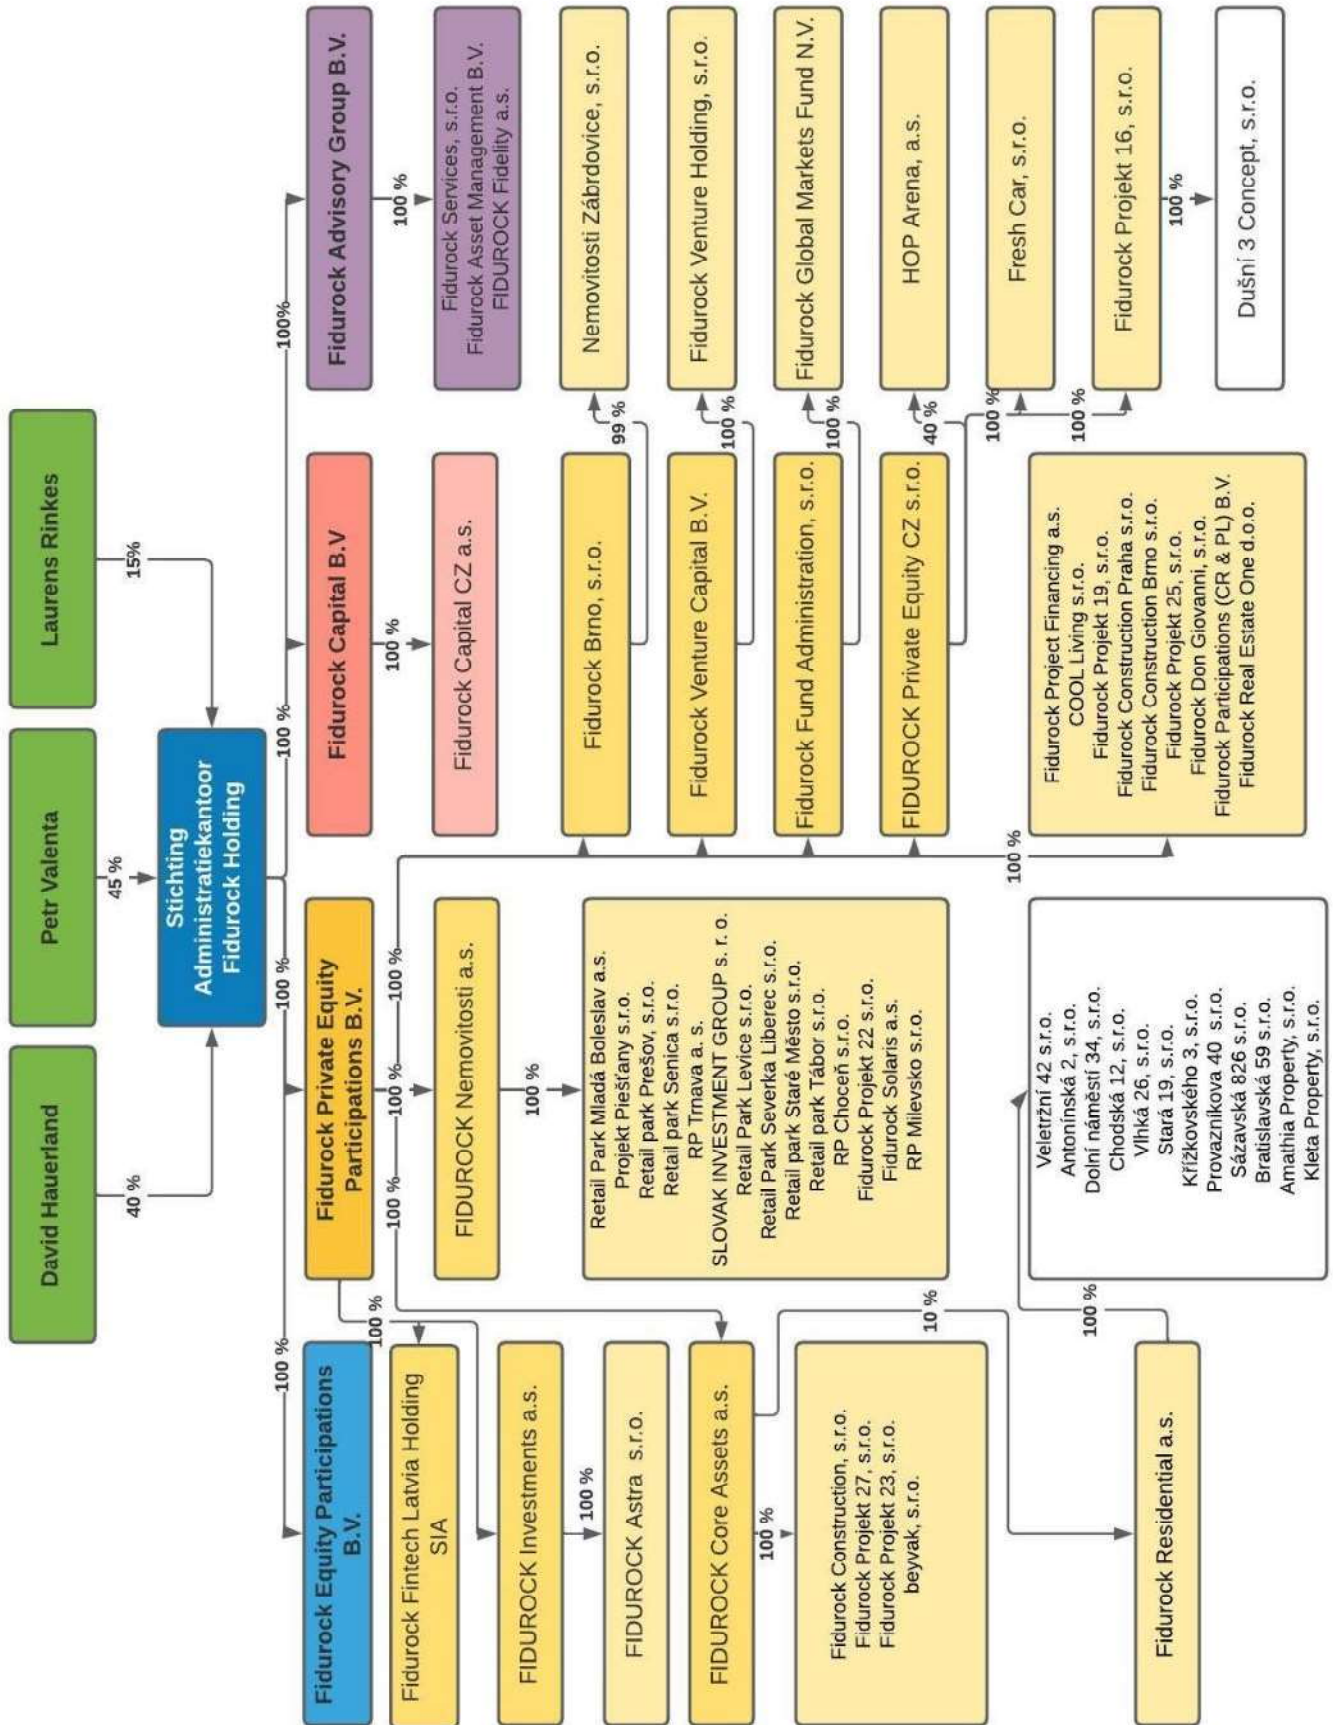 David Hauerland
Petr Valenta
Laurens Rinkes
40 %
45 %
15%
Stichting
Administratiekantoor
Fidurock Holding
100 %
100 %
100 %
100%
Fidurock Equity Participations
B.V.
Fidurock Private Equity
Participations B.V.
Fidurock Capital B.V
Fidurock Advisory Group B.V.
100 %
100 %
100 %
100 %
100 %
100 %
Fidurock Fintech Latvia Holding
SIA
FIDUROCK Nemovitosti a.s.
Fidurock Capital CZ a.s.
Fidurock Services, s.r.o.
Fidurock Asset Management B.V.
FIDUROCK Fidelity a.s.
FIDUROCK Investments a.s.
100 %
FIDUROCK Astra s.r.o.
FIDUROCK Core Assets a.s.
100 %
10 %
Fidurock Construction, s.r.o.
Fidurock Projekt 27, s.r.o.
Fidurock Projekt 23, s.r.o.
beyvak, s.r.o.
Fidurock Residential a.s.
100 %
100 %
Retail Park Mladá Boleslav a.s.
Projekt Piešťany s.r.o.
Retail park Prešov, s.r.o.
Retail park Senica s.r.o.
RP Trnava a. s.
SLOVAK INVESTMENT GROUP s. r. o.
Retail Park Levice s.r.o.
Retail Park Severka Liberec s.r.o.
Retail park Staré Město s.r.o.
Retail park Tábor s.r.o.
RP Choceň s.r.o.
Fidurock Projekt 22 s.r.o.
Fidurock Solaris a.s.
RP Milevsko s.r.o.
Veletržní 42 s.r.o.
Antonínská 2, s.r.o.
Dolní náměstí 34, s.r.o.
Chodská 12, s.r.o.
Vlhká 26, s.r.o.
Stará 19, s.r.o.
Křížkovského 3, s.r.o.
Provazníkova 40 s.r.o.
Sázavská 826 s.r.o.
Bratislavská 59 s.r.o.
Amathia Property, s.r.o.
Kleta Property, s.r.o.
Fidurock Brno, s.r.o.
99 %
Nemovitosti Zábrdovice, s.r.o.
Fidurock Venture Capital B.V.
100 %
Fidurock Venture Holding, s.r.o.
Fidurock Fund Administration, s.r.o.
100 %
Fidurock Global Markets Fund N.V.
FIDUROCK Private Equity CZ s.r.o.
40 %
HOP Arena, a.s.
100 %
Fresh Car, s.r.o.
100 %
Fidurock Projekt 16, s.r.o.
100 %
Dušní 3 Concept, s.r.o.
100 %
Fidurock Project Financing a.s.
COOL Living s.r.o.
Fidurock Projekt 19, s.r.o.
Fidurock Construction Praha s.r.o.
Fidurock Construction Brno s.r.o.
Fidurock Projekt 25, s.r.o.
Fidurock Don Giovanni, s.r.o.
Fidurock Participations (CR & PL) B.V.
Fidurock Real Estate One d.o.o.